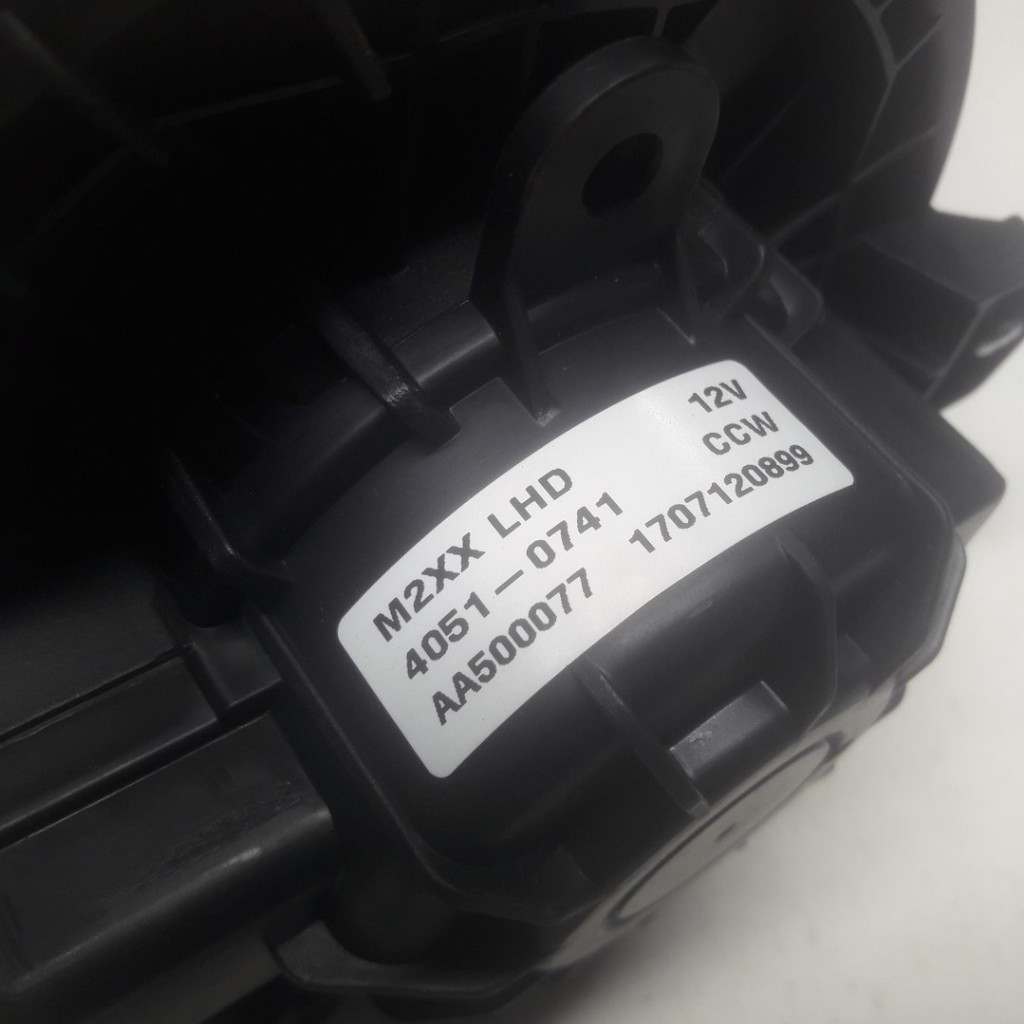 M2XX LHD 12V
4051-0741 CCW
AA500077 1707120899